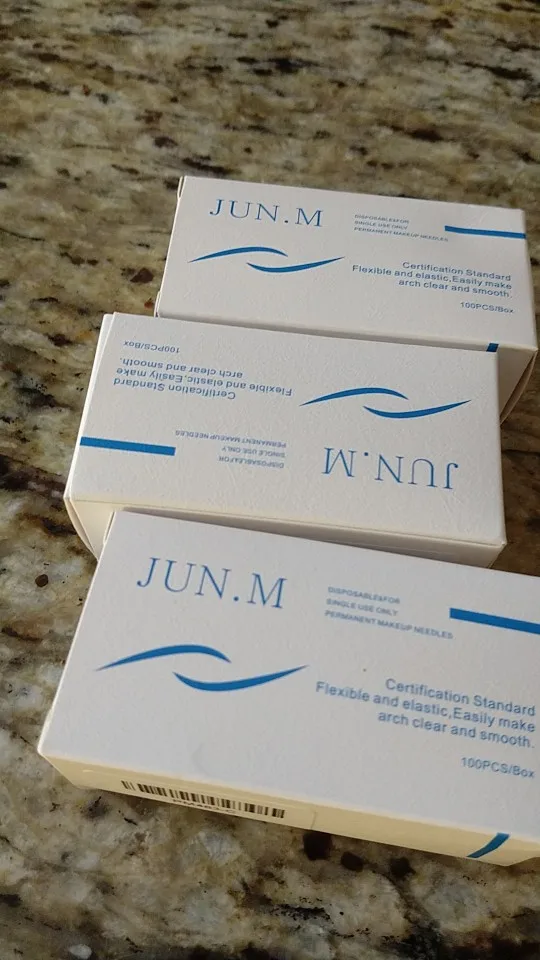 JUN.M
DISPOSABLE&FOR
SINGLE USE ONLY
PERMANENT MAKEUP NEEDLES
Certification Standard
Flexible and elastic,Easily make
arch clear and smooth.
100PCS/Box
JUN.M
DISPOSABLE&FOR
SINGLE USE ONLY
PERMANENT MAKEUP NEEDLES
Certification Standard
Flexible and elastic,Easily make
arch clear and smooth.
100PCS/Box
JUN.M
DISPOSABLE&FOR
SINGLE USE ONLY
PERMANENT MAKEUP NEEDLES
Certification Standard
Flexible and elastic,Easily make
arch clear and smooth.
100PCS/Box